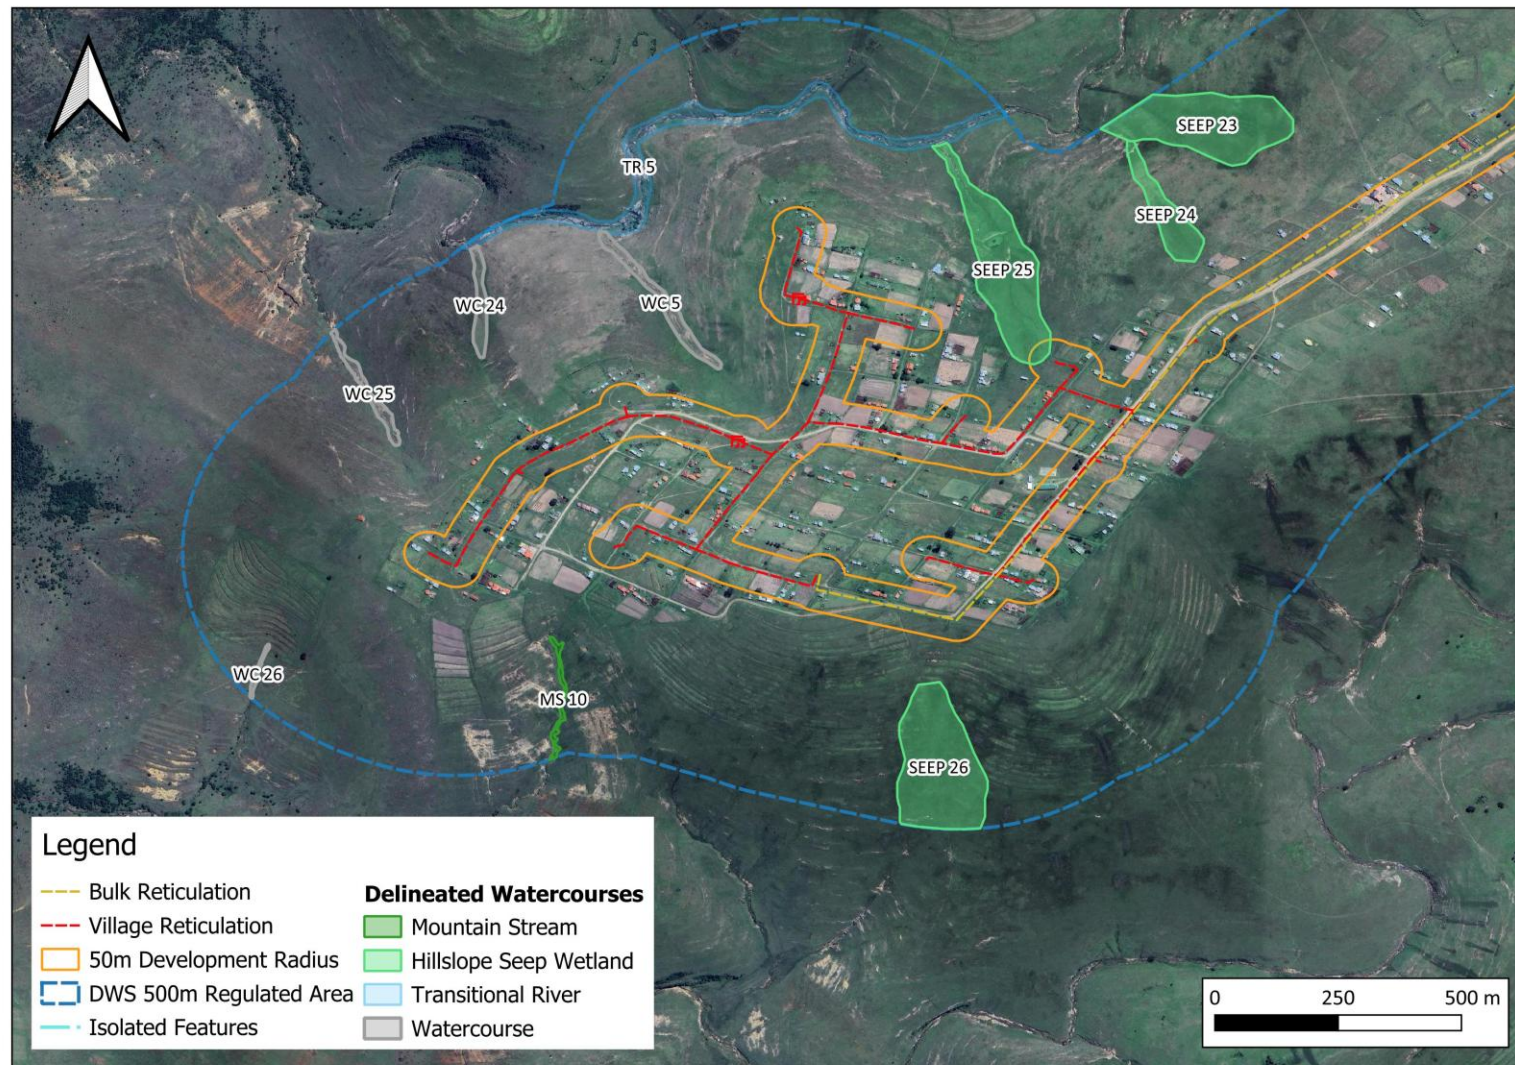 SEEP 23
TR 5
SEEP 24
SEEP 25
WC 24
WC 5
WC 25
WC 26
MS 10
SEEP 26
Legend
Bulk Reticulation
Village Reticulation
50m Development Radius
DWS 500m Regulated Area
Isolated Features
Delineated Watercourses
Mountain Stream
Hillslope Seep Wetland
Transitional River
Watercourse
0 250 500 m